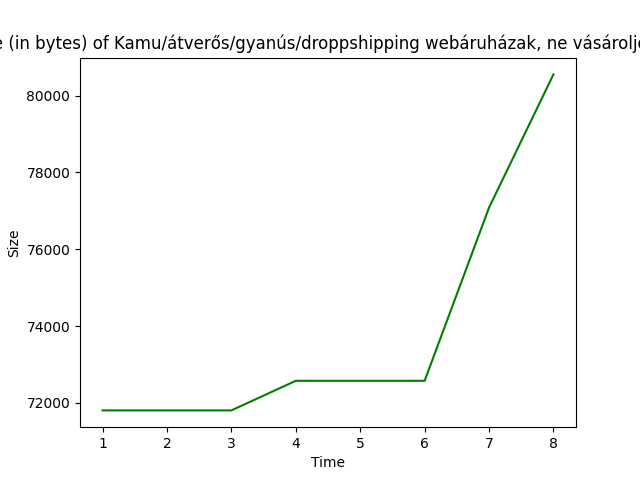 (in bytes) of Kamu/átverős/gyanús/droppshipping webáruházak, ne
80000
78000
76000
74000
72000
Size
1 2 3 4 5 6 7 8
Time